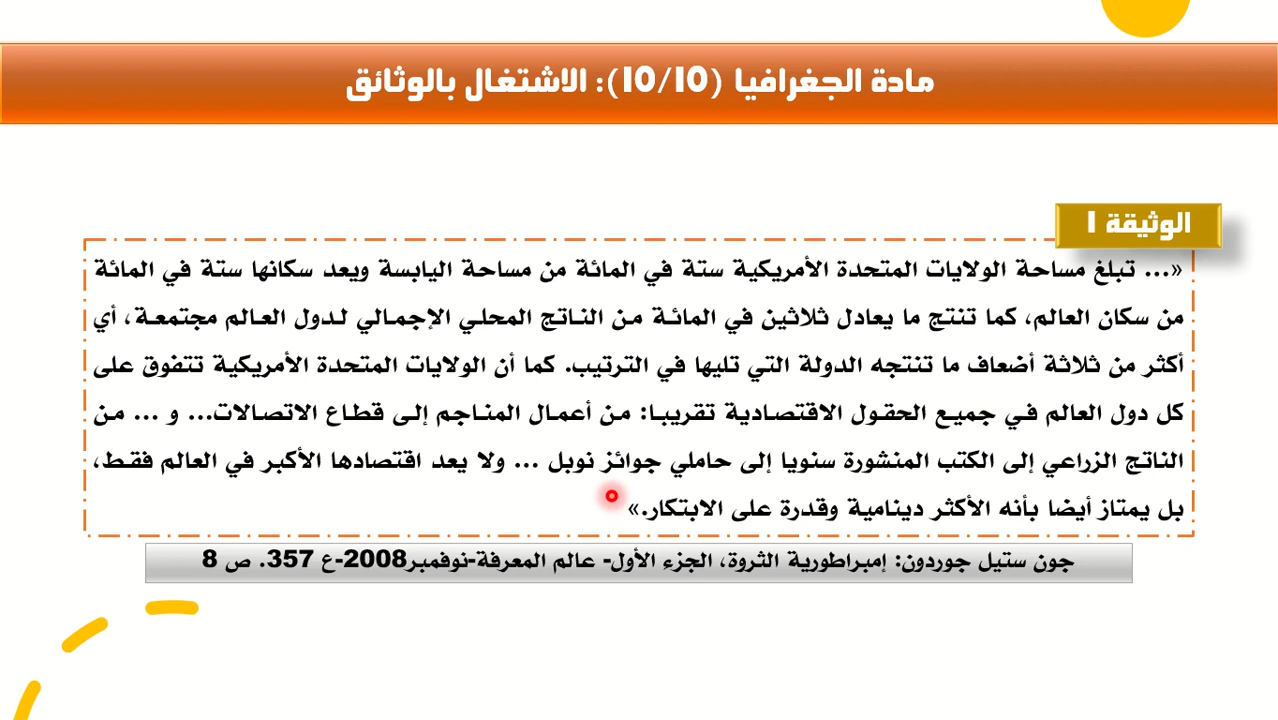 مادة الجغرافيا (10/10): الاشتغال بالوثائق
الوثيقة 1
«... تبلغ مساحة الولايات المتحدة الأمريكية ستة في المائة من مساحة اليابسة ويعد سكانها ستة في المائة
من سكان العالم، كما تنتج ما يعادل ثلاثين في المائة من الناتج المحلي الإجمالي لدول العالم مجتمعة، أي
أكثر من ثلاثة أضعاف ما تنتجه الدولة التي تليها في الترتيب. كما أن الولايات المتحدة الأمريكية تتفوق على
كل دول العالم في جميع الحقول الاقتصادية تقريبا: من أعمال المناجم إلى قطاع الاتصالات... و ... من
الناتج الزراعي إلى الكتب المنشورة سنويا إلى حاملي جوائز نوبل ... ولا يعد اقتصادها الأكبر في العالم فقط،
بل يمتاز أيضا بأنه الأكثر دينامية وقدرة على الابتكار.»
جون ستيل جوردون: إمبراطورية الثروة، الجزء الأول- عالم المعرفة-نوفمبر2008-ع 357. ص 8